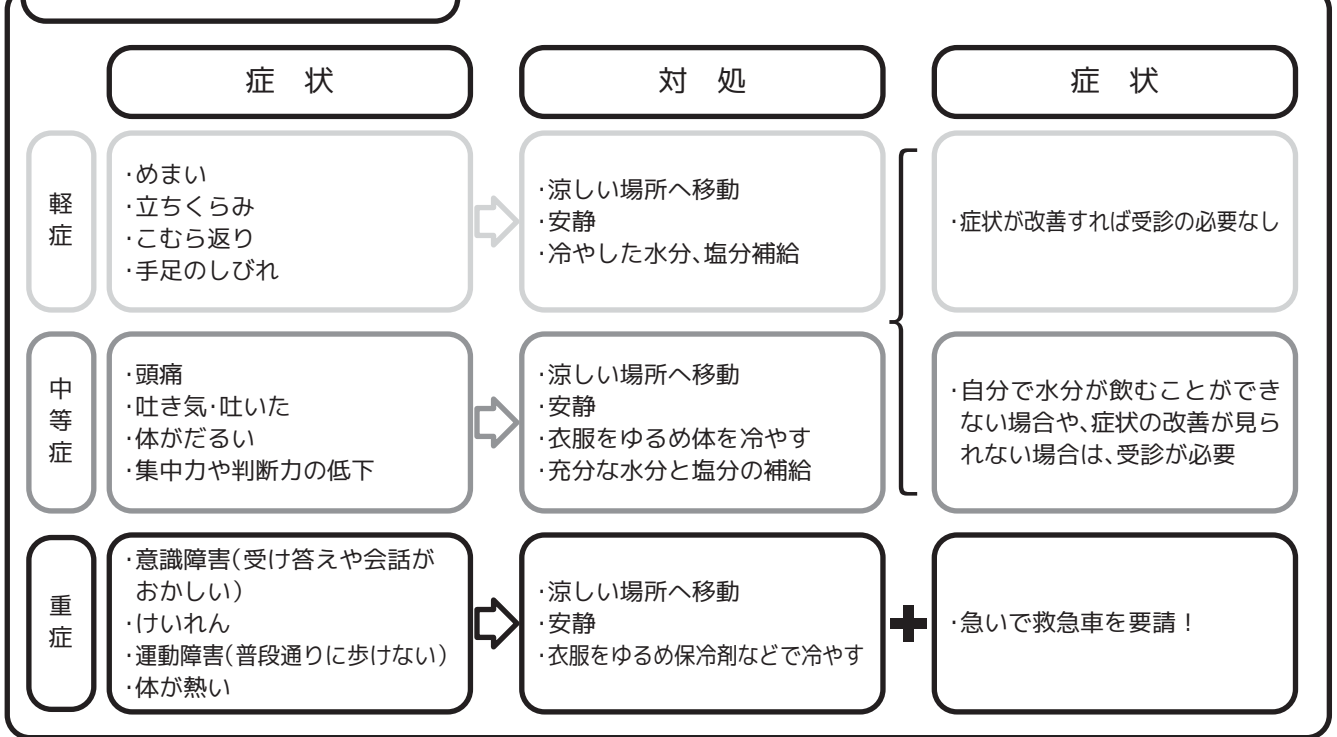 症 状
対 処
症 状
軽症
・めまい
・立ちくらみ
・こむら返り
・手足のしびれ
・涼しい場所へ移動
・安静
・冷やした水分、塩分補給
・症状が改善すれば受診の必要なし
中等症
・頭痛
・吐き気・吐いた
・体がだるい
・集中力や判断力の低下
・涼しい場所へ移動
・安静
・衣服をゆるめ体を冷やす
・充分な水分と塩分の補給
・自分で水分が飲むことができ
ない場合や、症状の改善が見ら
れない場合は、受診が必要
重症
・意識障害(受け答えや会話が
おかしい)
・けいれん
・運動障害(普段通りに歩けない)
・体が熱い
・涼しい場所へ移動
・安静
・衣服をゆるめ保冷剤などで冷やす
・急いで救急車を要請！